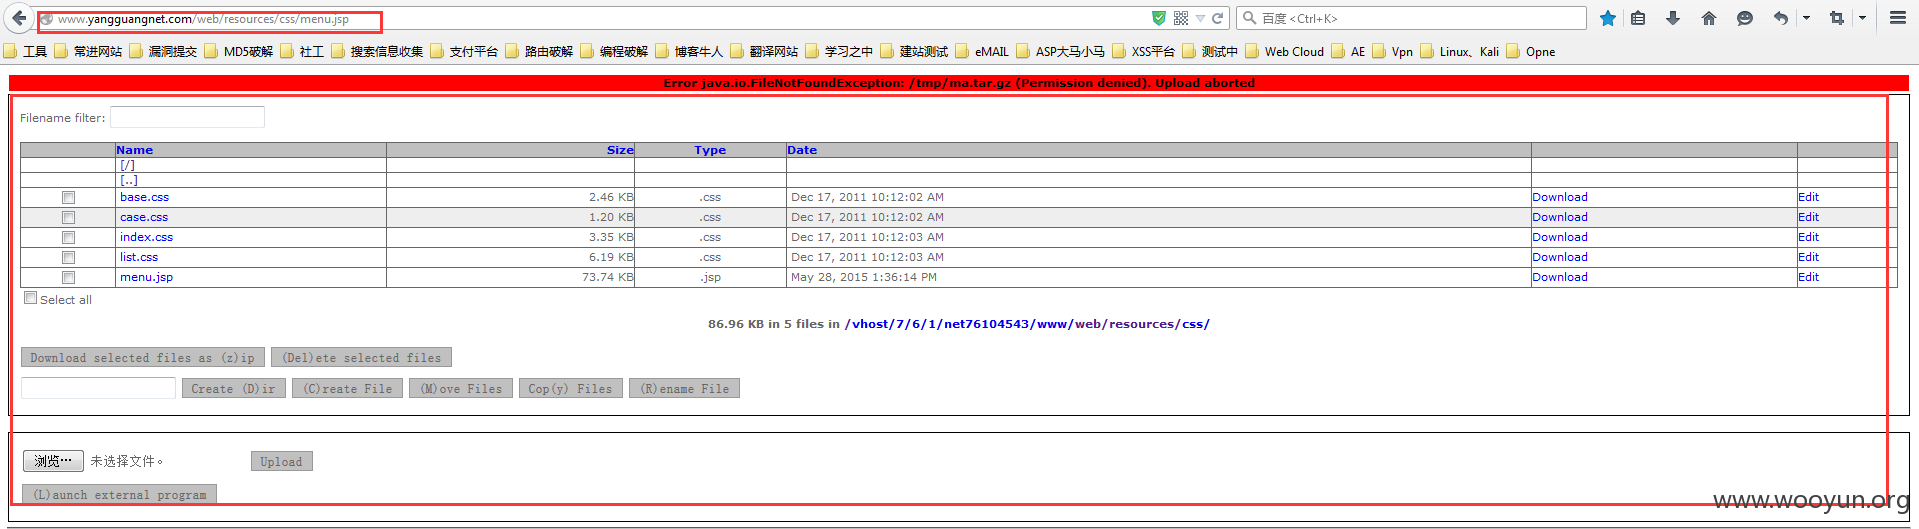 www.yangguangnet.com/web/resources/css/menu.jsp
百度 <Ctrl+K>
工具 常进网站 漏洞提交 MD5破解 社工 搜索信息收集 支付平台 路由破解 编程破解 博客牛人 翻译网站 学习之中 建站测试 eMAIL ASP大马小马 XSS平台 测试中 Web Cloud AE Vpn Linux、Kali Opne
Error java.io.FileNotFoundException: /tmp/ma.tar.gz (Permission denied). Upload aborted
Filename filter:
Name Size Type Date
[/]
[..]
base.css 2.46 KB .css Dec 17, 2011 10:12:02 AM Download Edit
case.css 1.20 KB .css Dec 17, 2011 10:12:02 AM Download Edit
index.css 3.35 KB .css Dec 17, 2011 10:12:03 AM Download Edit
list.css 6.19 KB .css Dec 17, 2011 10:12:03 AM Download Edit
menu.jsp 73.74 KB .jsp May 28, 2015 1:36:14 PM Download Edit
Select all
86.96 KB in 5 files in /vhost/7/6/1/net76104543/www/web/resources/css/
Download selected files as (z)ip (Del)ete selected files
Create (D)ir (C)reate File (M)ove Files Cop(y) Files (R)ename File
浏览… 未选择文件。 Upload
(L)aunch external program
www.wooyun.org